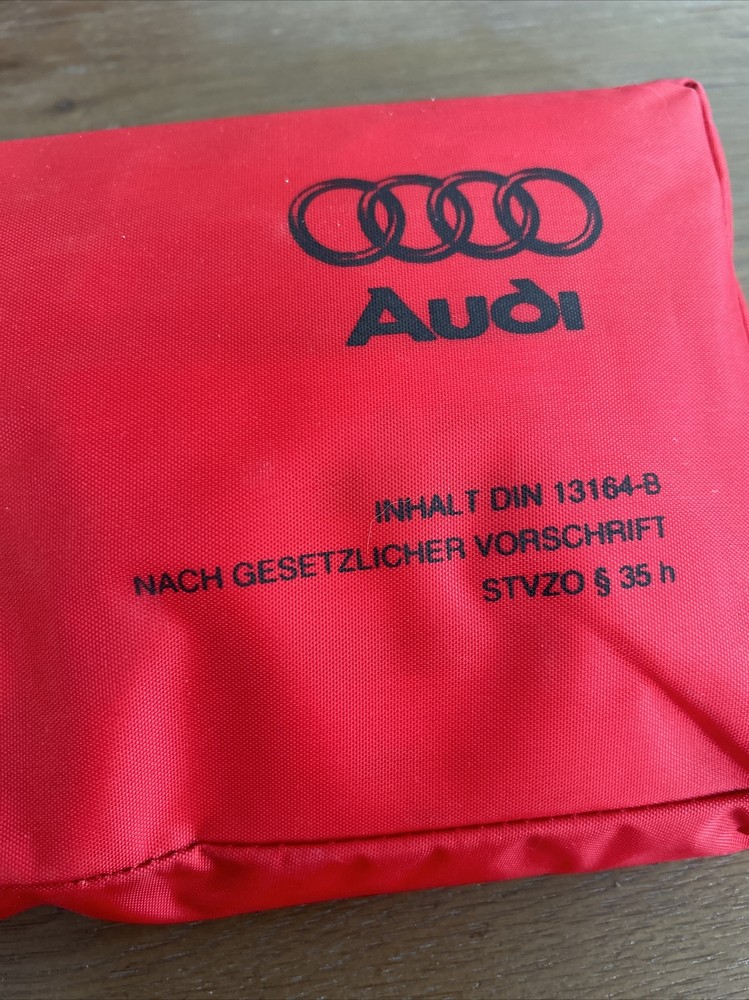 Audi
INHALT DIN 13164-B
NACH GESETZLICHER VORSCHRIFT
STVZO § 35 h